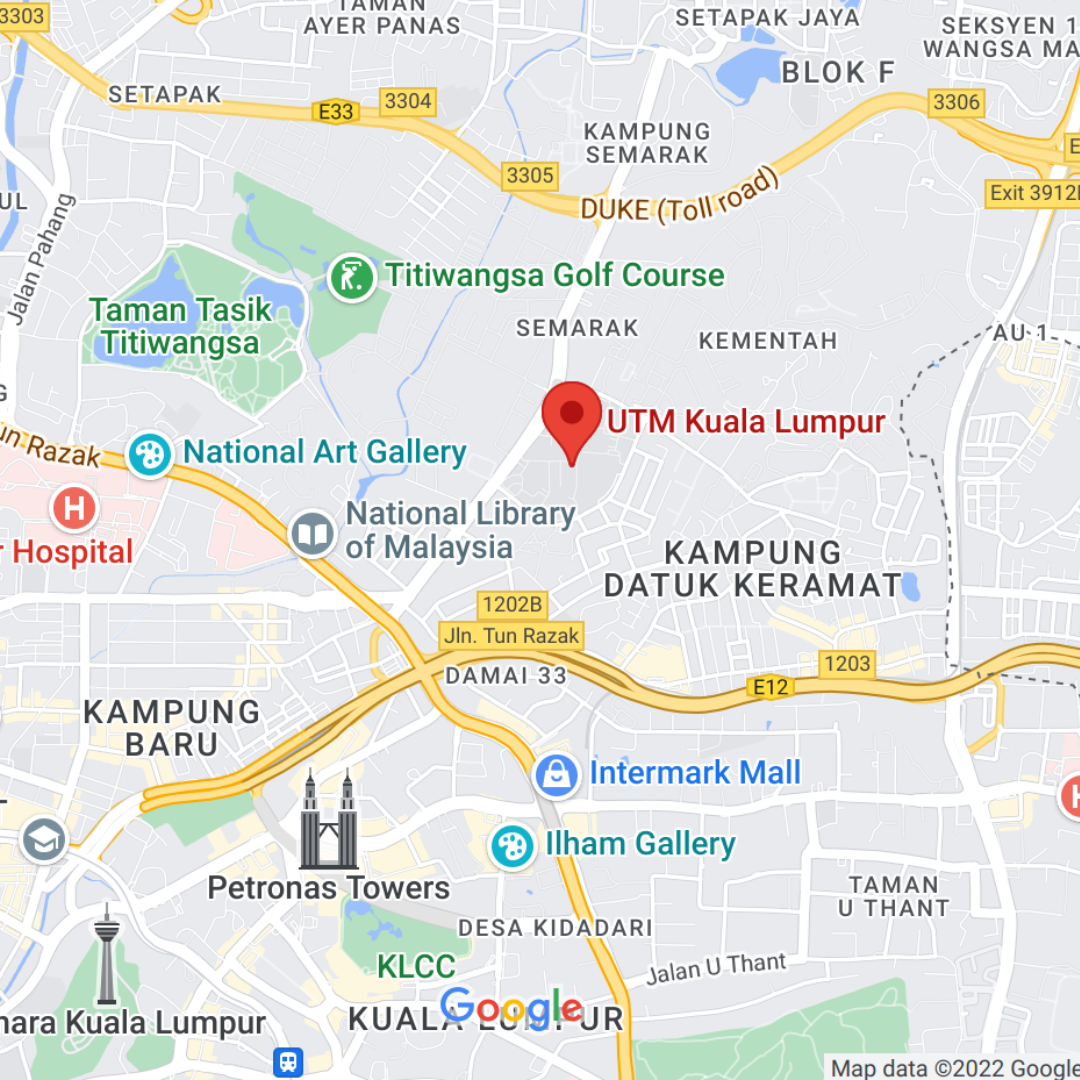 3303
TAMAN
AYER PANAS
SETAPAK JAYA
SEKSYEN 1
WANGSA MA
BLOK F
SETAPAK
E33
3304
3306
KAMPUNG
SEMARAK
E
3305
Exit 3912
DUKE (Toll road)
UL
Jalan Pahang
Titiwangsa Golf Course
Taman Tasik
Titiwangsa
SEMARAK
KEMENTAH
AU 1
G
UTM Kuala Lumpur
un Razak
National Art Gallery
H
National Library
of Malaysia
r Hospital
KAMPUNG
DATUK KERAMAT
1202B
Jln. Tun Razak
1203
DAMAI 33
E12
KAMPUNG
BARU
Intermark Mall
H
T
Ilham Gallery
Petronas Towers
TAMAN
U THANT
DESA KIDADARI
KLCC
Jalan U Thant
Google
nara Kuala Lumpur
KUALA LUMPUR
Map data ©2022 Google